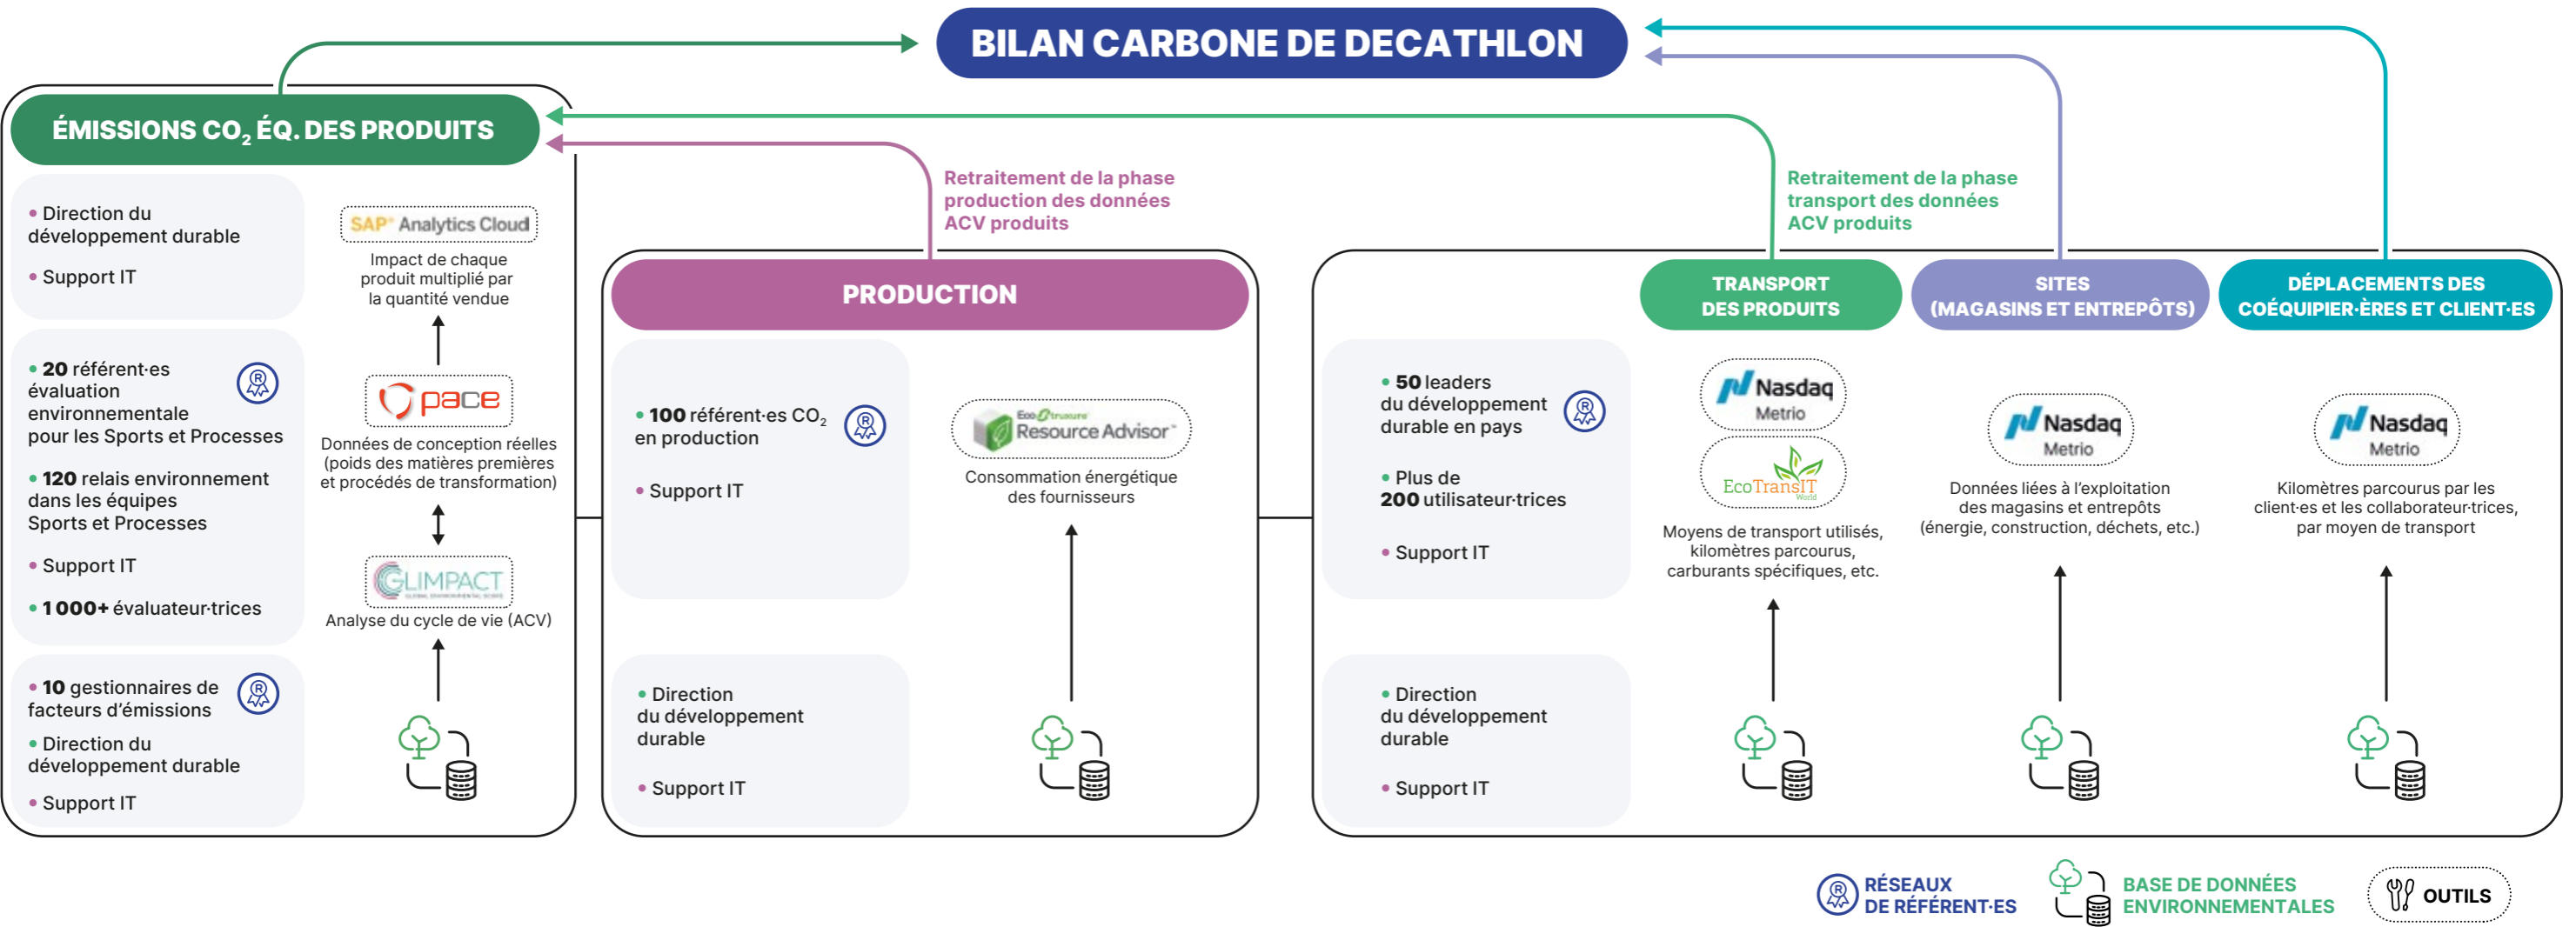 BILAN CARBONE DE DECATHLON
ÉMISSIONS CO₂ ÉQ. DES PRODUITS
• Direction du
développement durable
• Support IT
SAP® Analytics Cloud
Impact de chaque
produit multiplié par
la quantité vendue
• 20 référent·es
évaluation
environnementale
pour les Sports et Processes
• 120 relais environnement
dans les équipes
Sports et Processes
• Support IT
• 1 000+ évaluateur·trices
pace
Données de conception réelles
(poids des matières premières
et procédés de transformation)
GLIMPACT
GLOBAL ENVIRONMENTAL SCORE
Analyse du cycle de vie (ACV)
• 10 gestionnaires de
facteurs d'émissions
• Direction du
développement durable
• Support IT
Retraitement de la phase
production des données
ACV produits
PRODUCTION
• 100 référent·es CO₂
en production
• Support IT
EcoStruxure
Resource Advisor™
Consommation énergétique
des fournisseurs
• Direction
du développement
durable
• Support IT
Retraitement de la phase
transport des données
ACV produits
• 50 leaders
du développement
durable en pays
• Plus de
200 utilisateur·trices
• Support IT
• Direction
du développement
durable
• Support IT
TRANSPORT
DES PRODUITS
Nasdaq
Metrio
EcoTransIT
World
Moyens de transport utilisés,
kilomètres parcourus,
carburants spécifiques, etc.
SITES
(MAGASINS ET ENTREPÔTS)
Nasdaq
Metrio
Données liées à l'exploitation
des magasins et entrepôts
(énergie, construction, déchets, etc.)
DÉPLACEMENTS DES
COÉQUIPIER·ÈRES ET CLIENT·ES
Nasdaq
Metrio
Kilomètres parcourus par les
client·es et les collaborateur·trices,
par moyen de transport
R
RÉSEAUX
DE RÉFÉRENT·ES
BASE DE DONNÉES
ENVIRONNEMENTALES
OUTILS